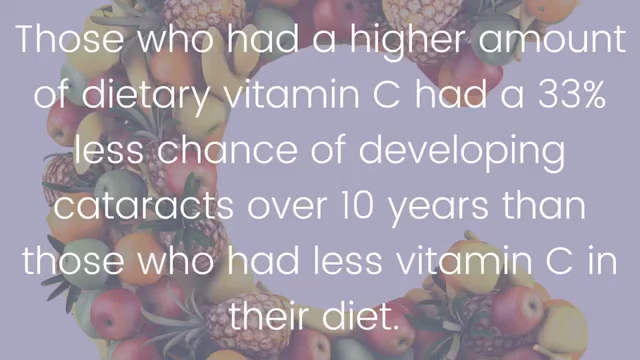 Those who had a higher amount
of dietary vitamin C had a 33%
less chance of developing
cataracts over 10 years than
those who had less vitamin C in
their diet.